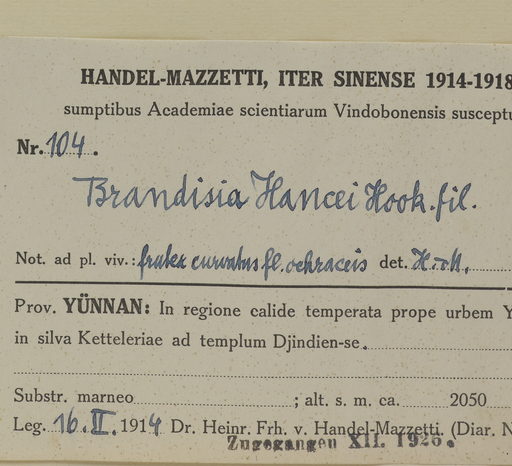 HANDEL-MAZZETTI, ITER SINENSE 1914-1918
sumptibus Academiae scientiarum Vindobonensis susceptu
Nr. 104.
Brandisia Hancei Hook. fil.
Not. ad pl. viv.: frutex curvatus fl. ochraceis det. H.-M.
Prov. YÜNNAN: In regione calide temperata prope urbem Y
in silva Ketteleriae ad templum Djindien-se.
Substr. marneo ; alt. s. m. ca. 2050
Leg. 16. II. 1914 Dr. Heinr. Frh. v. Handel-Mazzetti. (Diar. N
Zugegangen XII. 1926.